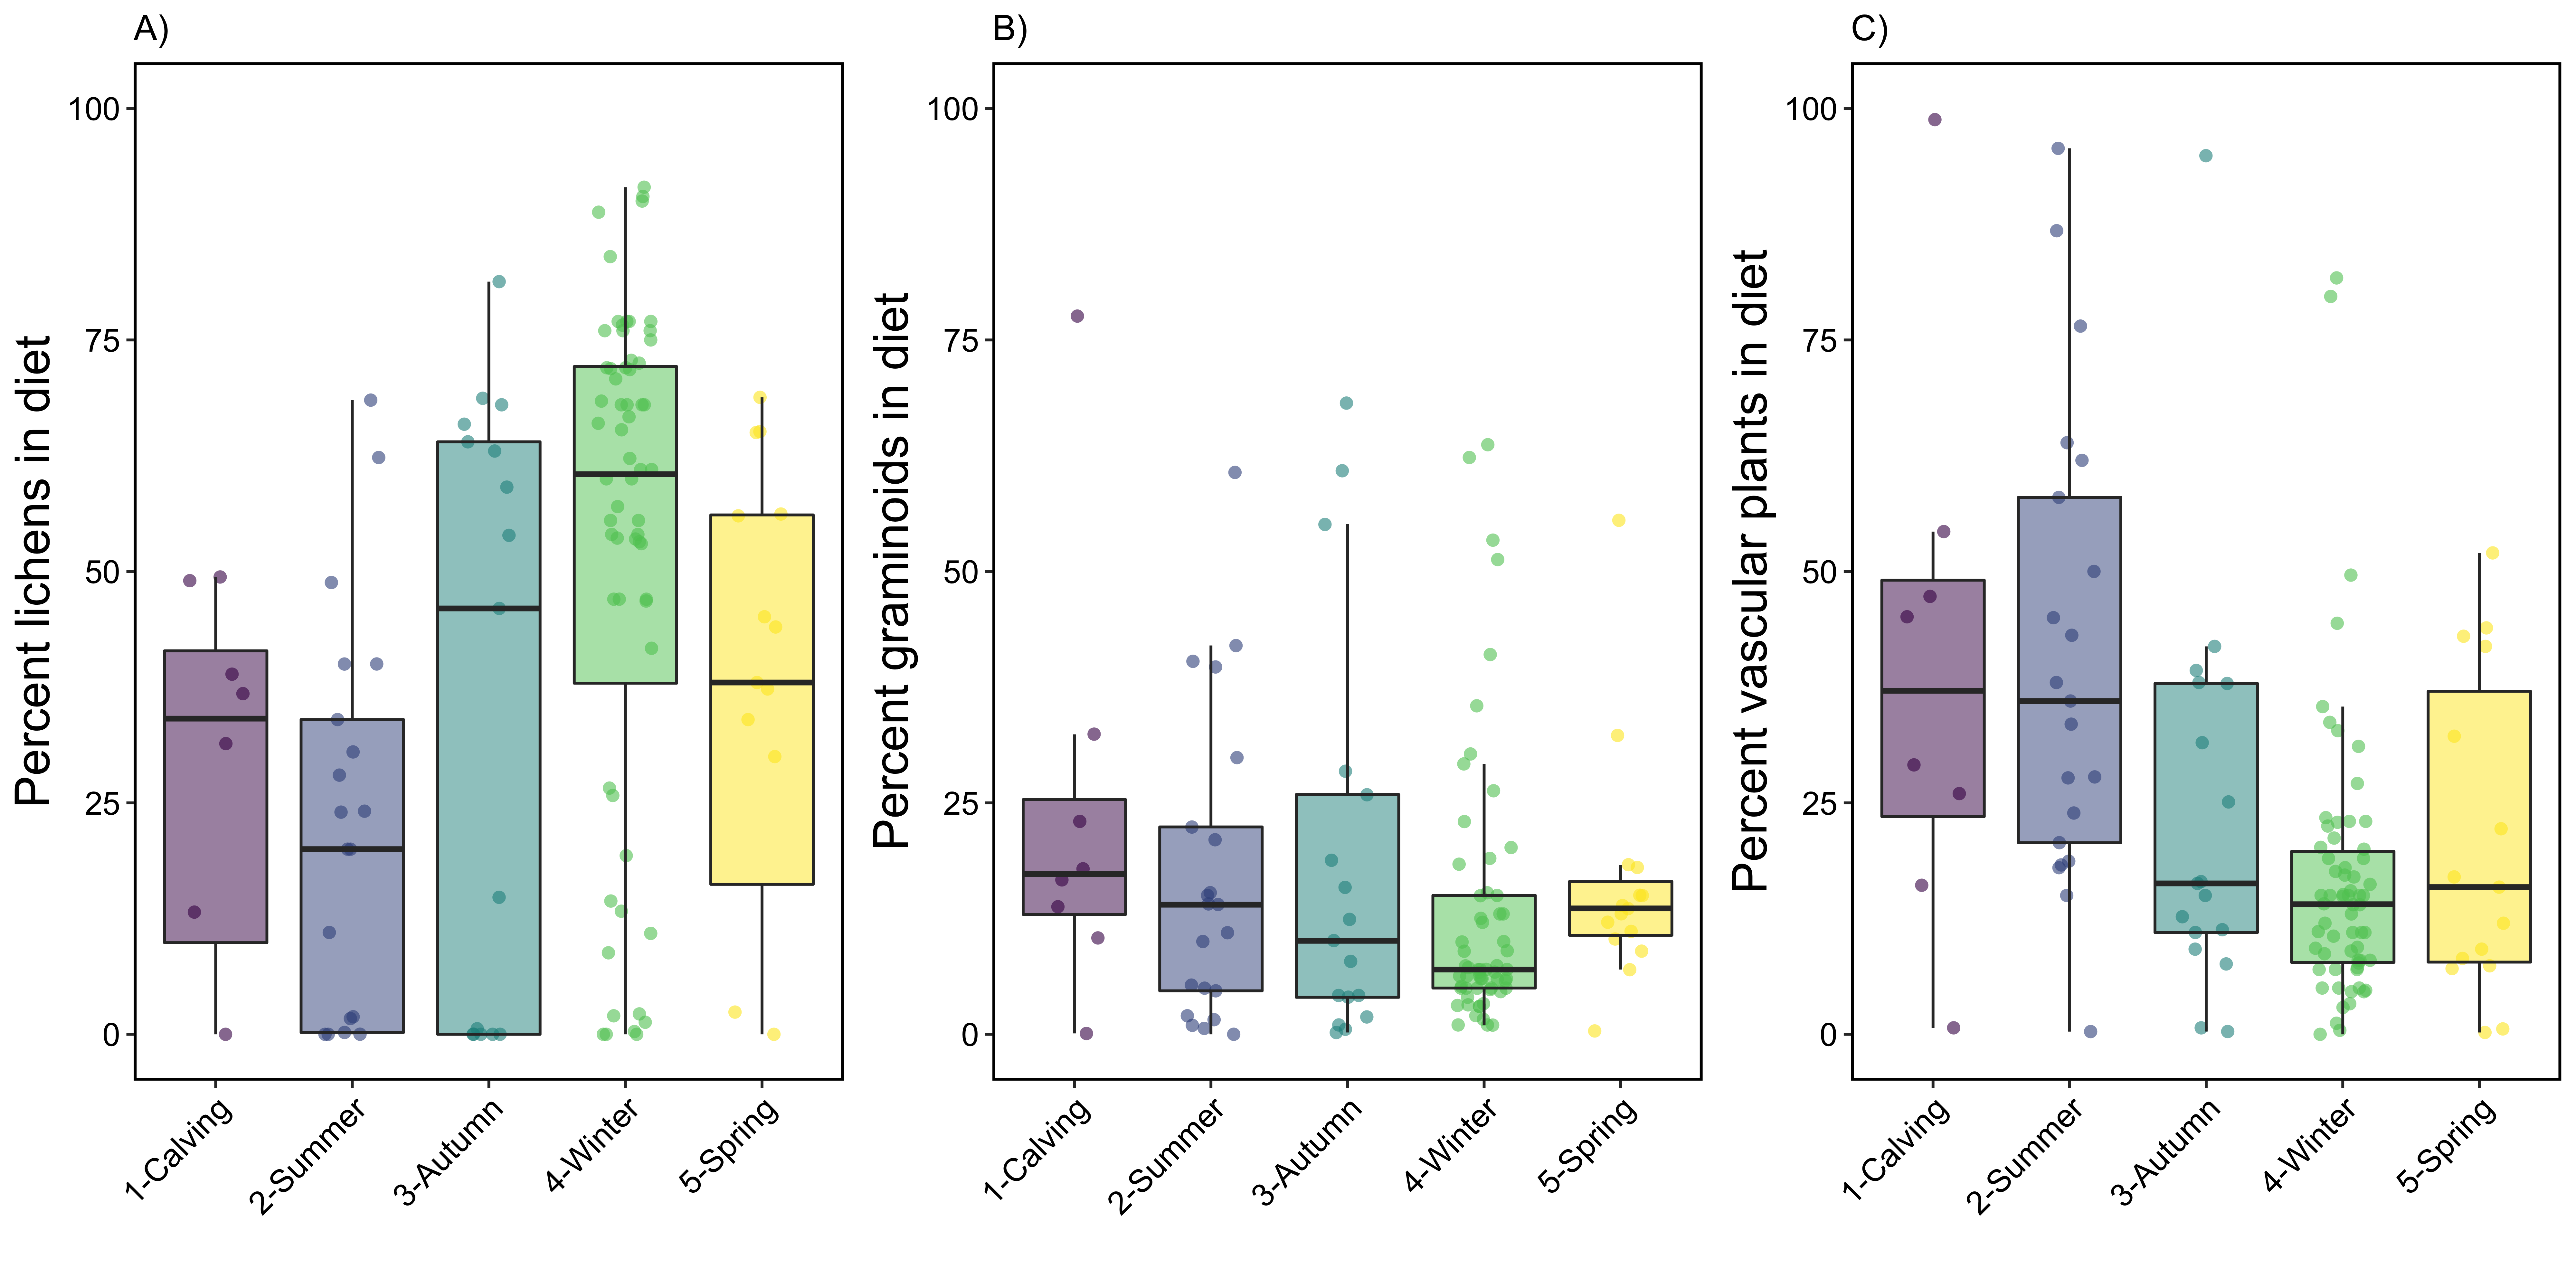 A)
Percent lichens in diet
100
75
50
25
0
1-Calving
2-Summer
3-Autumn
4-Winter
5-Spring
B)
Percent graminoids in diet
100
75
50
25
0
1-Calving
2-Summer
3-Autumn
4-Winter
5-Spring
C)
Percent vascular plants in diet
100
75
50
25
0
1-Calving
2-Summer
3-Autumn
4-Winter
5-Spring